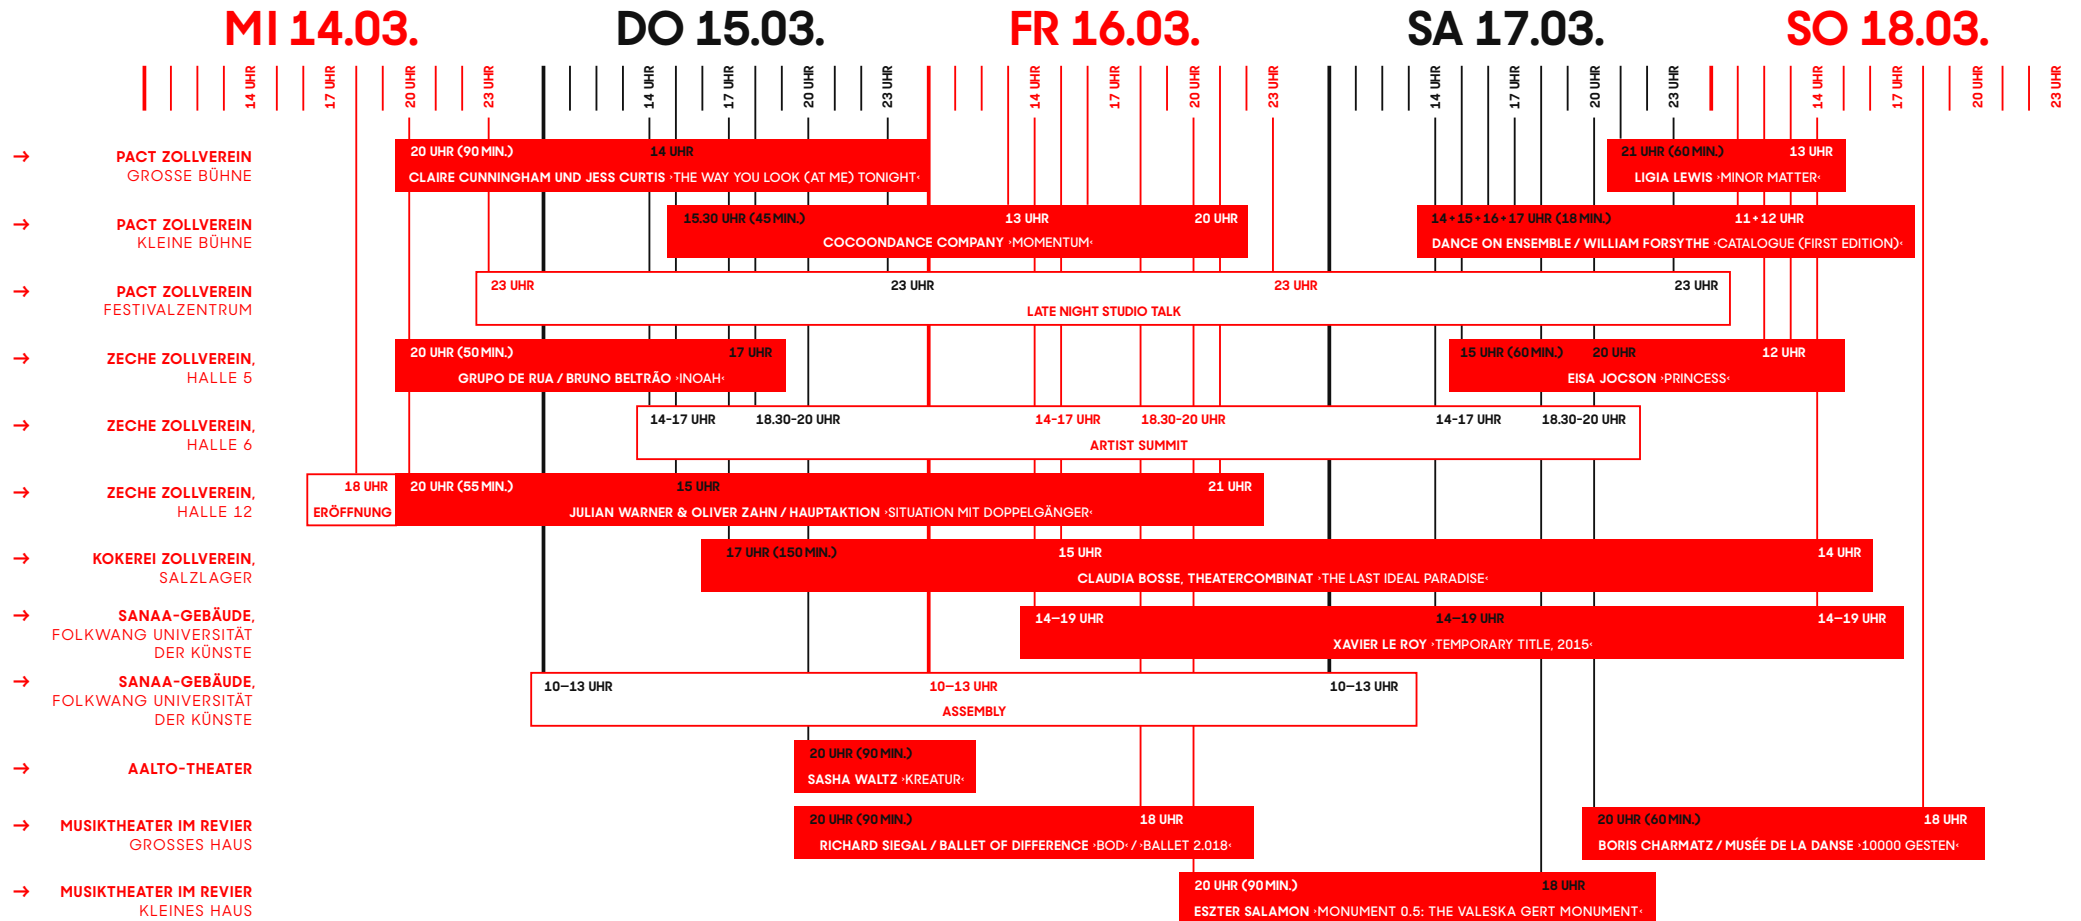 MI 14.03.
DO 15.03.
FR 16.03.
SA 17.03.
SO 18.03.
14 UHR 17 UHR 20 UHR 23 UHR
14 UHR 17 UHR 20 UHR 23 UHR
14 UHR 17 UHR 20 UHR 23 UHR
14 UHR 17 UHR 20 UHR 23 UHR
14 UHR 17 UHR 20 UHR 23 UHR
→ PACT ZOLLVEREIN
GROSSE BÜHNE
20 UHR (90 MIN.) 14 UHR
CLAIRE CUNNINGHAM UND JESS CURTIS ›THE WAY YOU LOOK (AT ME) TONIGHT‹
21 UHR (60 MIN.) 13 UHR
LIGIA LEWIS ›MINOR MATTER‹
→ PACT ZOLLVEREIN
KLEINE BÜHNE
15.30 UHR (45 MIN.) 13 UHR 20 UHR
COCOONDANCE COMPANY ›MOMENTUM‹
14+15+16+17 UHR (18 MIN.) 11+12 UHR
DANCE ON ENSEMBLE / WILLIAM FORSYTHE ›CATALOGUE (FIRST EDITION)‹
→ PACT ZOLLVEREIN
FESTIVALZENTRUM
23 UHR 23 UHR 23 UHR 23 UHR
LATE NIGHT STUDIO TALK
→ ZECHE ZOLLVEREIN,
HALLE 5
20 UHR (50 MIN.) 17 UHR
GRUPO DE RUA / BRUNO BELTRÃO ›INOAH‹
15 UHR (60 MIN.) 20 UHR 12 UHR
EISA JOCSON ›PRINCESS‹
→ ZECHE ZOLLVEREIN,
HALLE 6
14-17 UHR 18.30-20 UHR 14-17 UHR 18.30-20 UHR 14-17 UHR 18.30-20 UHR
ARTIST SUMMIT
→ ZECHE ZOLLVEREIN,
HALLE 12
18 UHR
ERÖFFNUNG
20 UHR (55 MIN.) 15 UHR 21 UHR
JULIAN WARNER & OLIVER ZAHN / HAUPTAKTION ›SITUATION MIT DOPPELGÄNGER‹
→ KOKEREI ZOLLVEREIN,
SALZLAGER
17 UHR (150 MIN.) 15 UHR 14 UHR
CLAUDIA BOSSE, THEATERCOMBINAT ›THE LAST IDEAL PARADISE‹
→ SANAA-GEBÄUDE,
FOLKWANG UNIVERSITÄT
DER KÜNSTE
14—19 UHR 14—19 UHR 14—19 UHR
XAVIER LE ROY ›TEMPORARY TITLE, 2015‹
→ SANAA-GEBÄUDE,
FOLKWANG UNIVERSITÄT
DER KÜNSTE
10—13 UHR 10—13 UHR 10—13 UHR
ASSEMBLY
→ AALTO-THEATER
20 UHR (90 MIN.)
SASHA WALTZ ›KREATUR‹
→ MUSIKTHEATER IM REVIER
GROSSES HAUS
20 UHR (90 MIN.) 18 UHR
RICHARD SIEGAL / BALLET OF DIFFERENCE ›BOD‹ / ›BALLET 2.018‹
20 UHR (60 MIN.) 18 UHR
BORIS CHARMATZ / MUSÉE DE LA DANSE ›10000 GESTEN‹
→ MUSIKTHEATER IM REVIER
KLEINES HAUS
20 UHR (90 MIN.) 18 UHR
ESZTER SALAMON ›MONUMENT 0.5: THE VALESKA GERT MONUMENT‹